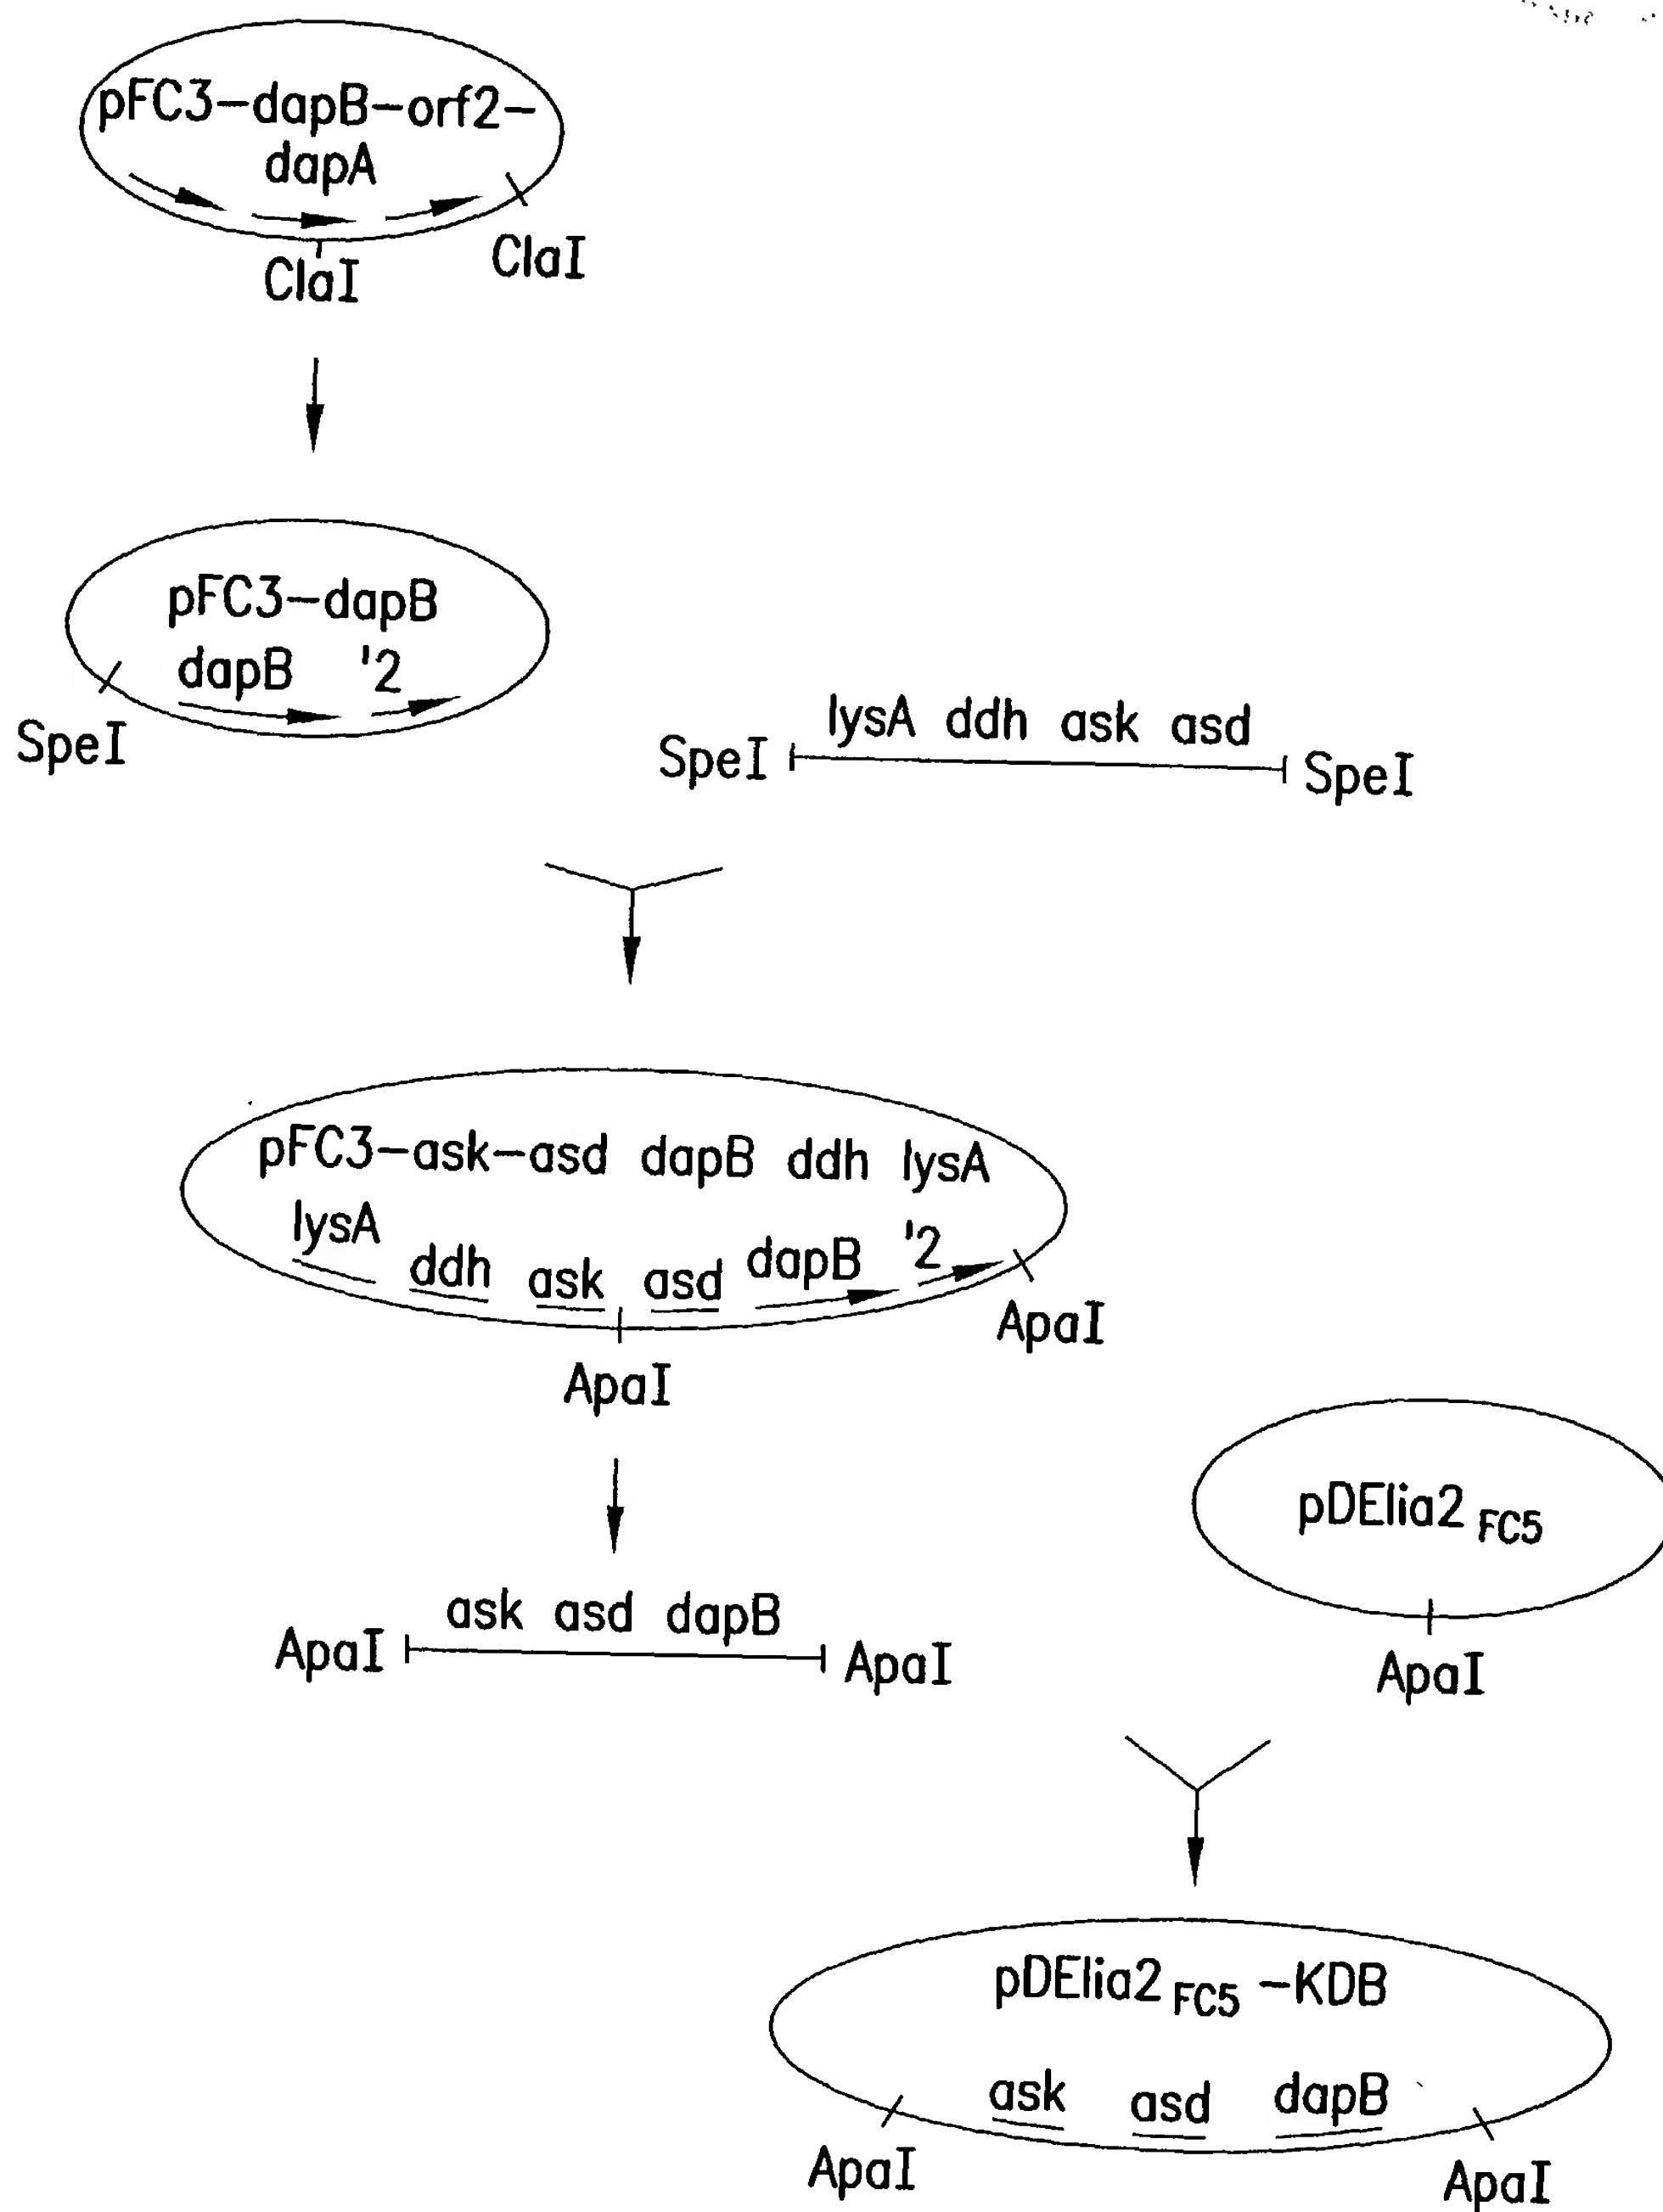 pFC3-dapB-orf2-
dapA
ClaI
ClaI
pFC3-dapB
dapB '2
SpeI
lysA ddh ask asd
SpeI
SpeI
pFC3-ask-asd dapB ddh lysA
lysA ddh ask asd dapB '2
ApaI
ApaI
pDElia2 FC5
ApaI
ask asd dapB
ApaI
ApaI
pDElia2 FC5 -KDB
ask asd dapB
ApaI
ApaI